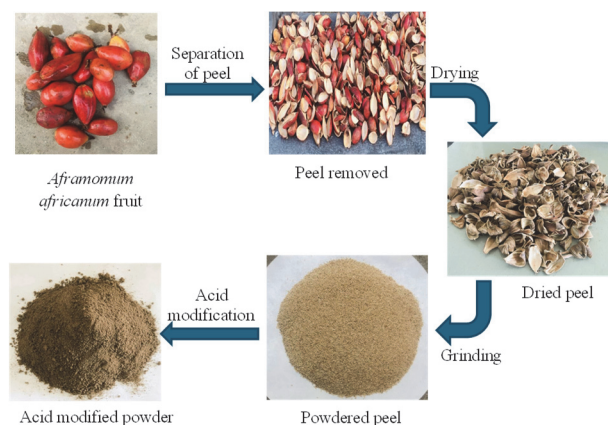 Separation
of peel
Drying
Aframomum
africanum fruit
Peel removed
Dried peel
Acid
modification
Grinding
Acid modified powder
Powdered peel